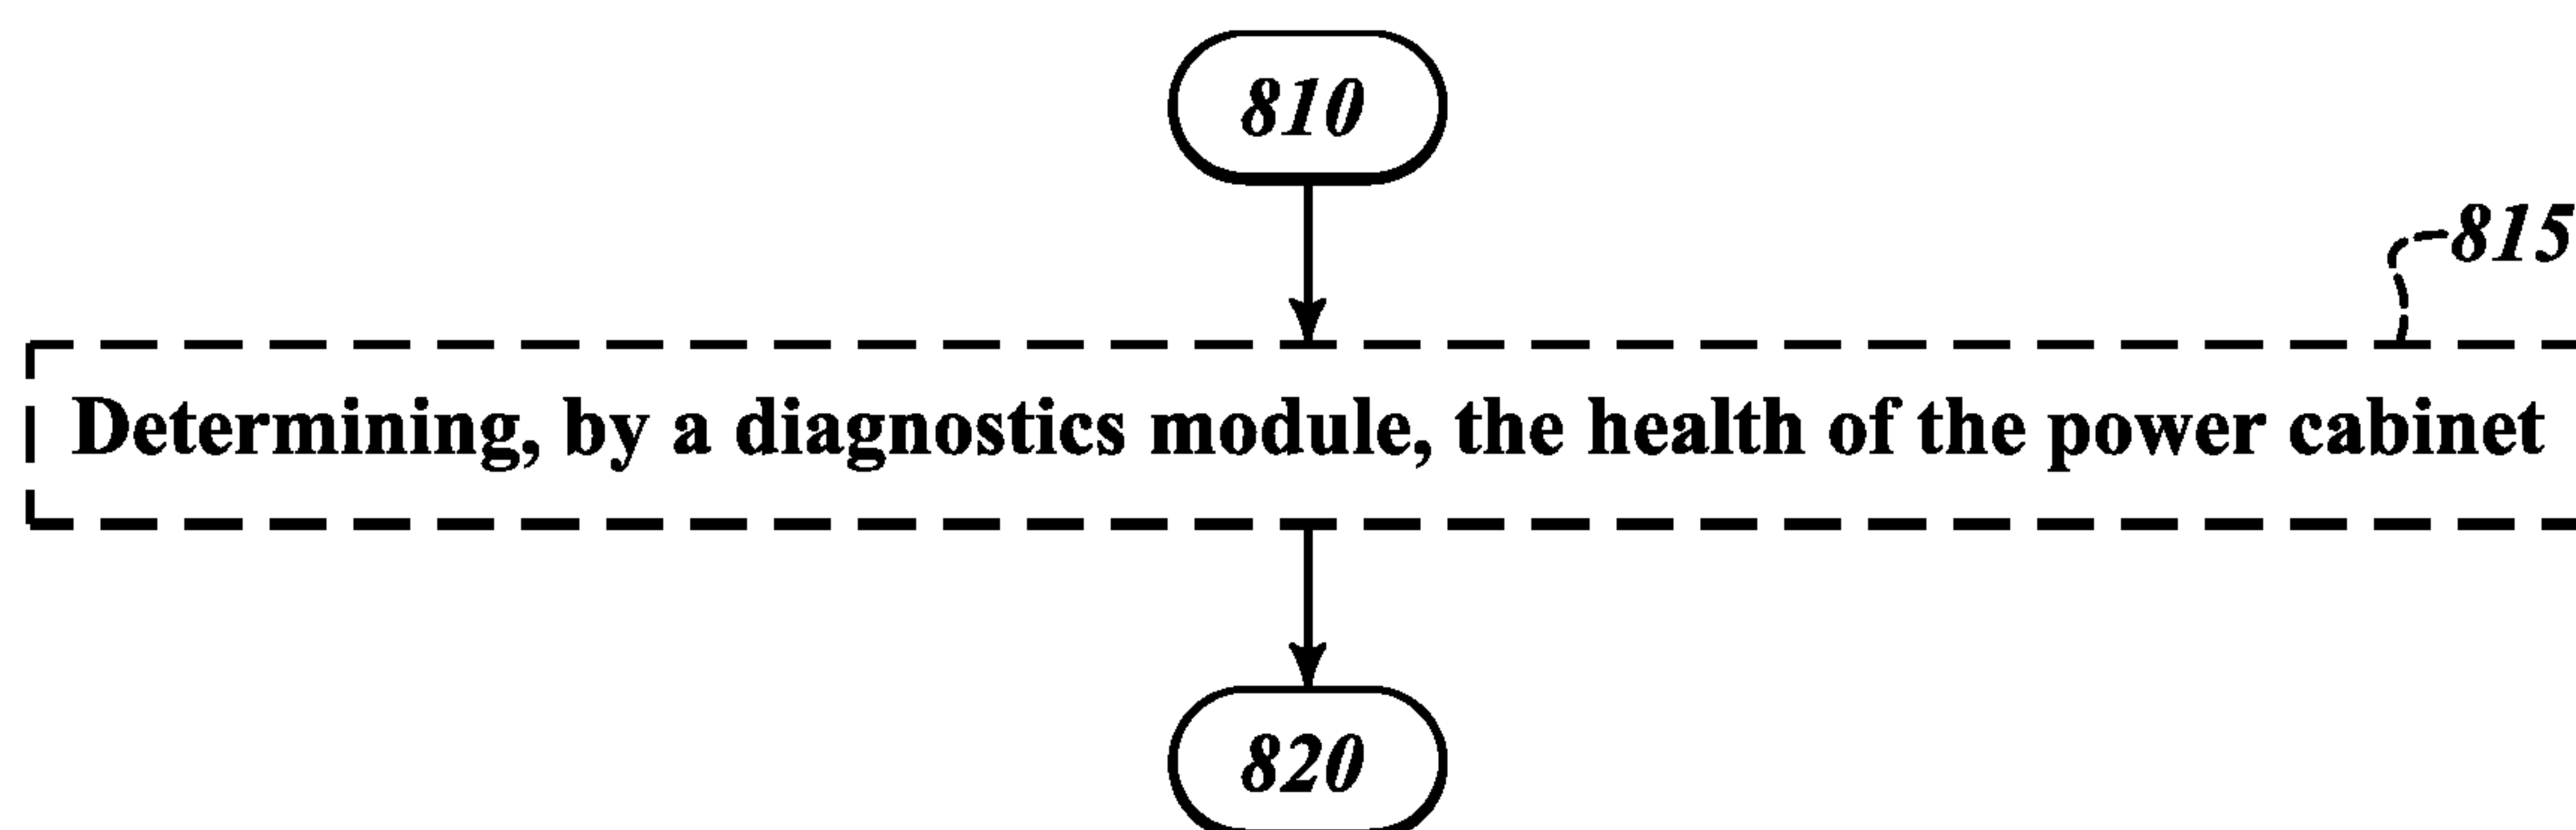 810
815
Determining, by a diagnostics module, the health of the power cabinet
820